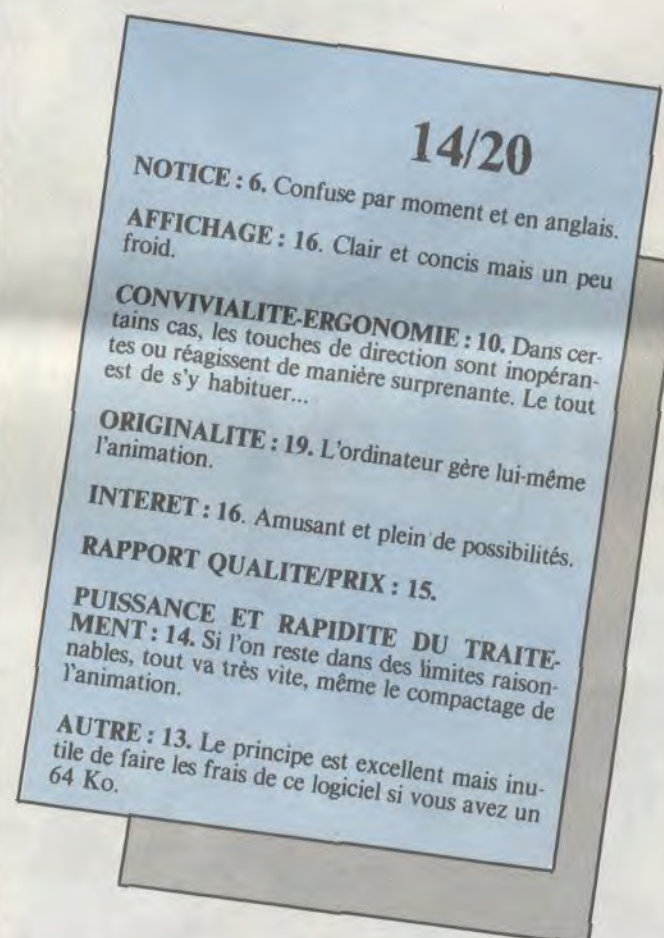 14/20
NOTICE : 6. Confuse par moment et en anglais.
AFFICHAGE : 16. Clair et concis mais un peu
froid.
CONVIVIALITE-ERGONOMIE : 10. Dans cer-
tains cas, les touches de direction sont inopéran-
tes ou réagissent de manière surprenante. Le tout
est de s'y habituer...
ORIGINALITE : 19. L'ordinateur gère lui-même
l'animation.
INTERET : 16. Amusant et plein de possibilités.
RAPPORT QUALITE/PRIX : 15.
PUISSANCE ET RAPIDITE DU TRAITE-
MENT : 14. Si l'on reste dans des limites raison-
nables, tout va très vite, même le compactage de
l'animation.
AUTRE : 13. Le principe est excellent mais inu-
tile de faire les frais de ce logiciel si vous avez un
64 Ko.